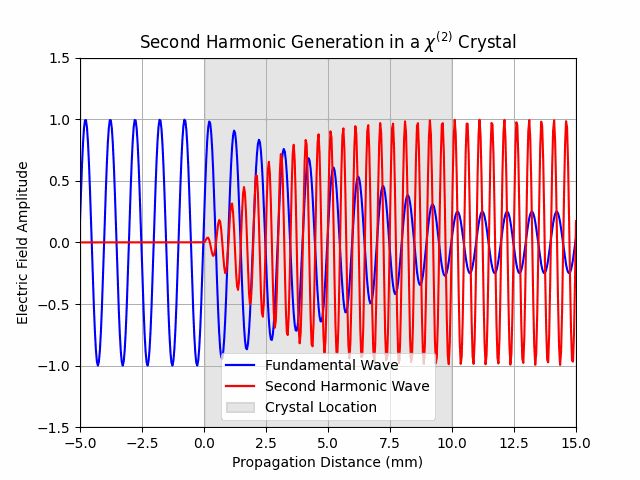 Second Harmonic Generation in a χ⁽²⁾ Crystal
Electric Field Amplitude
1.5
1.0
0.5
0.0
−0.5
−1.0
−1.5
Fundamental Wave
Second Harmonic Wave
Crystal Location
−5.0 −2.5 0.0 2.5 5.0 7.5 10.0 12.5 15.0
Propagation Distance (mm)